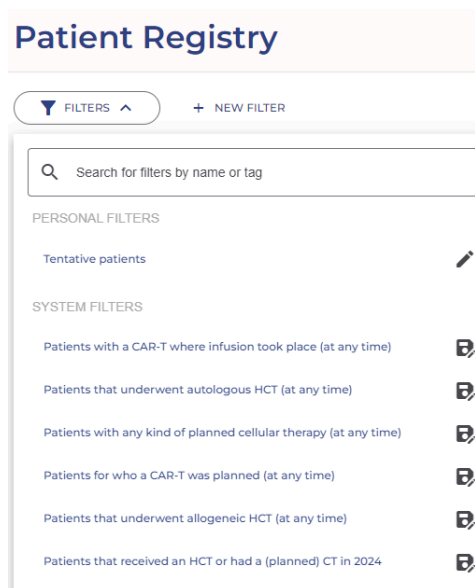 Patient Registry
FILTERS
+ NEW FILTER
Search for filters by name or tag
PERSONAL FILTERS
Tentative patients
SYSTEM FILTERS
Patients with a CAR-T where infusion took place (at any time)
Patients that underwent autologous HCT (at any time)
Patients with any kind of planned cellular therapy (at any time)
Patients for who a CAR-T was planned (at any time)
Patients that underwent allogeneic HCT (at any time)
Patients that received an HCT or had a (planned) CT in 2024